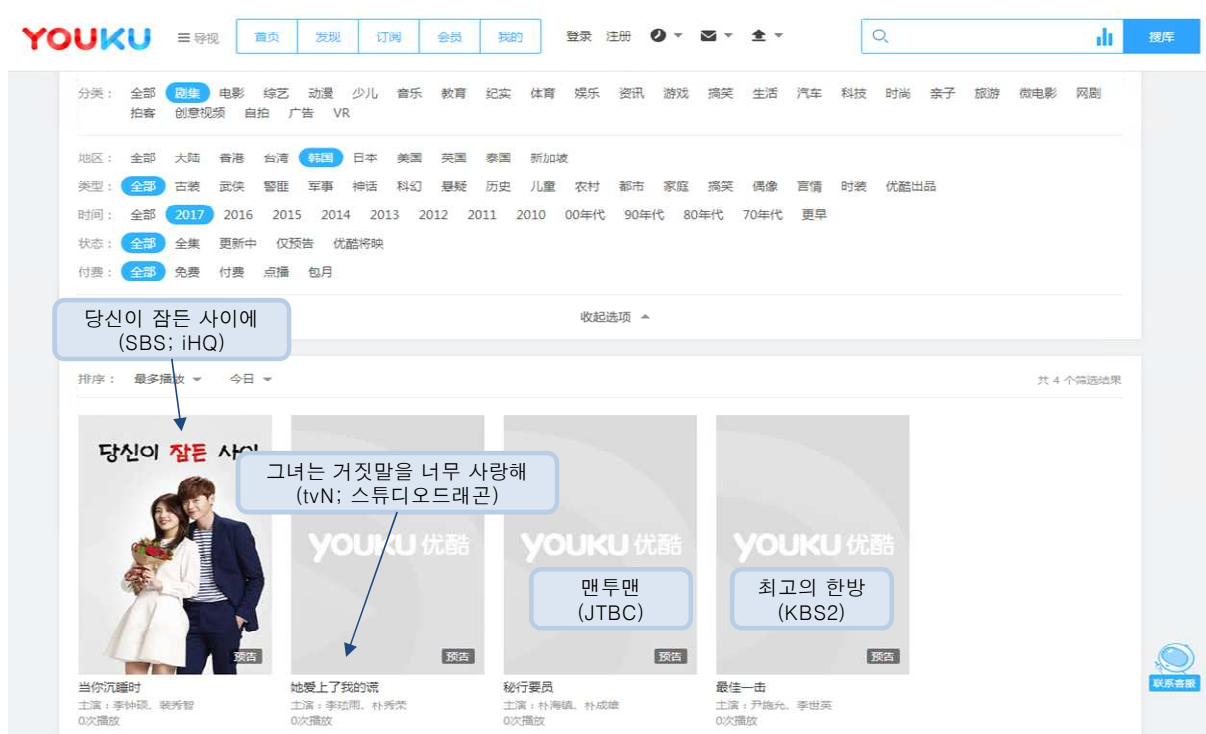 YOUKU 导视 首页 发现 订阅 会员 我的 登录 注册 搜库
分类： 全部 剧集 电影 综艺 动漫 少儿 音乐 教育 纪实 体育 娱乐 资讯 游戏 搞笑 生活 汽车 科技 时尚 亲子 旅游 微电影 网剧
拍客 创意视频 自拍 广告 VR
地区： 全部 大陆 香港 台湾 韩国 日本 美国 英国 泰国 新加坡
类型： 全部 古装 武侠 警匪 军事 神话 科幻 悬疑 历史 儿童 农村 都市 家庭 搞笑 偶像 言情 时装 优酷出品
时间： 全部 2017 2016 2015 2014 2013 2012 2011 2010 00年代 90年代 80年代 70年代 更早
状态： 全部 全集 更新中 仅预告 优酷将映
付费： 全部 免费 付费 点播 包月
당신이 잠든 사이에
(SBS; iHQ)
收起选项
排序： 最多播放 今日 共 4 个筛选结果
당신이 잠든 사이
그녀는 거짓말을 너무 사랑해
(tvN; 스튜디오드래곤)
YOUKU 优酷 YOUKU 优酷 YOUKU 优酷
맨투맨
(JTBC)
최고의 한방
(KBS2)
预告 预告 预告 预告
联系客服
当你沉睡时 她爱上了我的谎 秘行要员 最佳一击
主演：李钟硕、裴秀智 主演：李玹雨、朴秀荣 主演：朴海镇、朴成雄 主演：尹施允、李世英
0次播放 0次播放 0次播放 0次播放